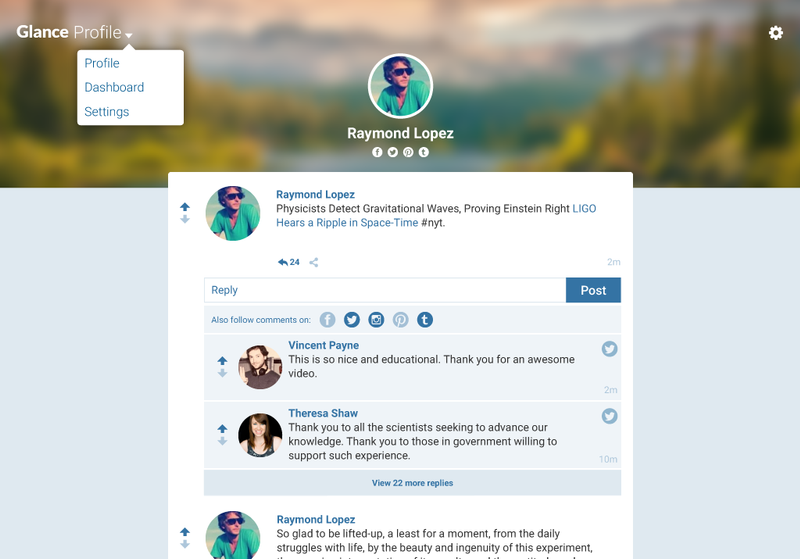 Glance Profile
Profile
Dashboard
Settings
Raymond Lopez
Raymond Lopez
Physicists Detect Gravitational Waves, Proving Einstein Right LIGO
Hears a Ripple in Space-Time #nyt.
24
2m
Reply
Post
Also follow comments on:
Vincent Payne
This is so nice and educational. Thank you for an awesome
video.
2m
Theresa Shaw
Thank you to all the scientists seeking to advance our
knowledge. Thank you to those in government willing to
support such experience.
10m
View 22 more replies
Raymond Lopez
So glad to be lifted-up, a least for a moment, from the daily
struggles with life, by the beauty and ingenuity of this experiment,